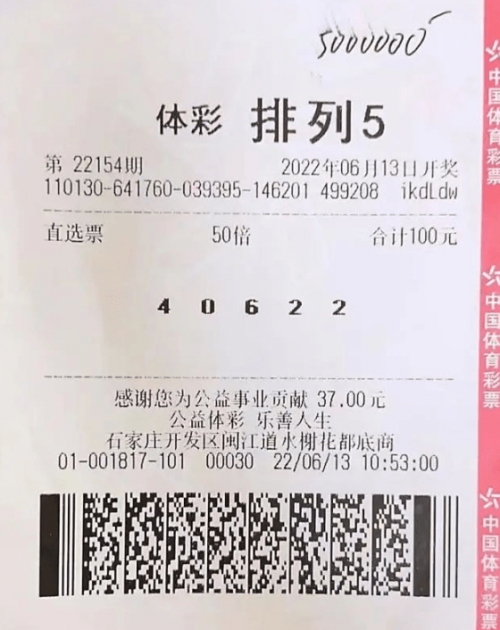 5000000
体彩 排列5
第 22154期 2022年06月13日开奖
110130-641760-039395-146201 499208 ikdLdw
直选票 50倍 合计100元
4 0 6 2 2
感谢您为公益事业贡献 37.00元
公益体彩 乐善人生
石家庄开发区闽江道水榭花都底商
01-001817-101 00030 22/06/13 10:53:00
中国体育彩票
中国体育彩票
中国体育彩票